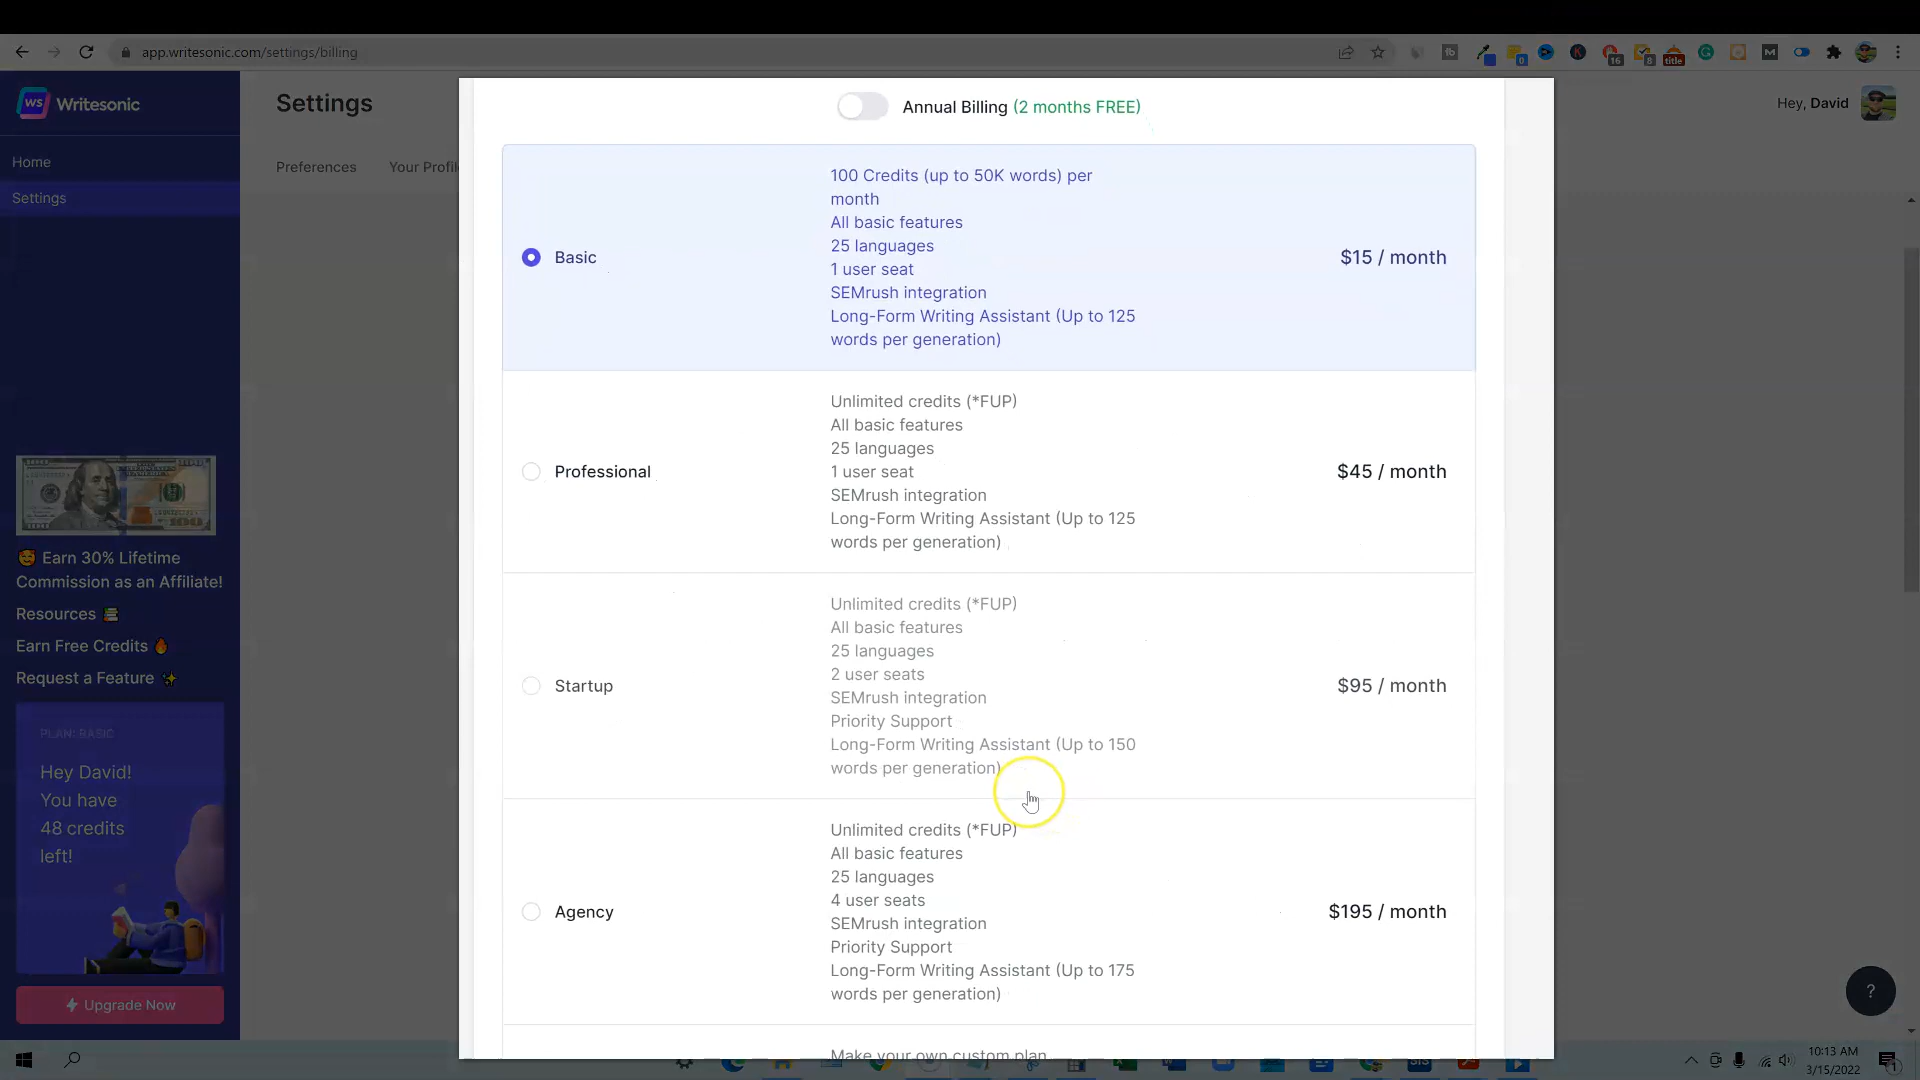 app.writesonic.com/settings/billing
WS Writesonic
Home
Settings
Earn 30% Lifetime
Commission as an Affiliate!
Resources
Earn Free Credits
Request a Feature
PLAN: BASIC
Hey David!
You have
48 credits
left!
Upgrade Now
Settings
Preferences
Your Profil
Hey, David
Annual Billing (2 months FREE)
Basic
100 Credits (up to 50K words) per
month
All basic features
25 languages
1 user seat
SEMrush integration
Long-Form Writing Assistant (Up to 125
words per generation)
$15 / month
Professional
Unlimited credits (*FUP)
All basic features
25 languages
1 user seat
SEMrush integration
Long-Form Writing Assistant (Up to 125
words per generation)
$45 / month
Startup
Unlimited credits (*FUP)
All basic features
25 languages
2 user seats
SEMrush integration
Priority Support
Long-Form Writing Assistant (Up to 150
words per generation)
$95 / month
Agency
Unlimited credits (*FUP)
All basic features
25 languages
4 user seats
SEMrush integration
Priority Support
Long-Form Writing Assistant (Up to 175
words per generation)
$195 / month
Make your own custom plan
?
10:13 AM
3/15/2022